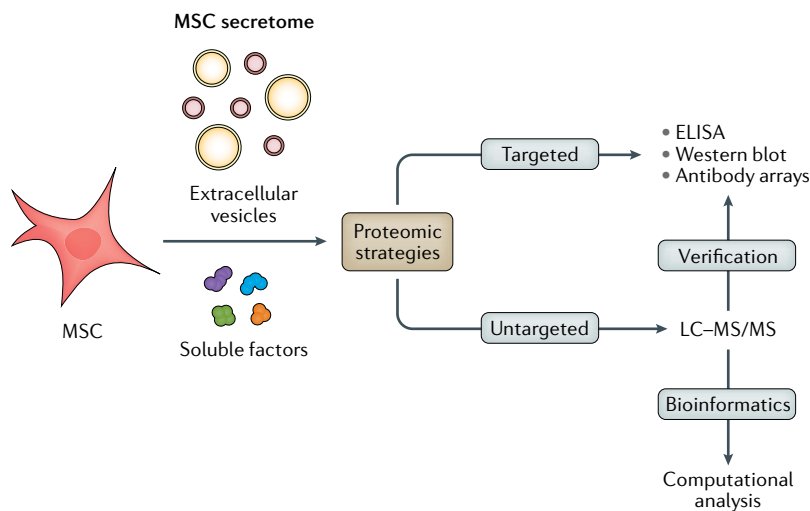 MSC secretome
Extracellular
vesicles
MSC
Soluble factors
Proteomic
strategies
Targeted
• ELISA
• Western blot
• Antibody arrays
Verification
Untargeted
LC–MS/MS
Bioinformatics
Computational
analysis